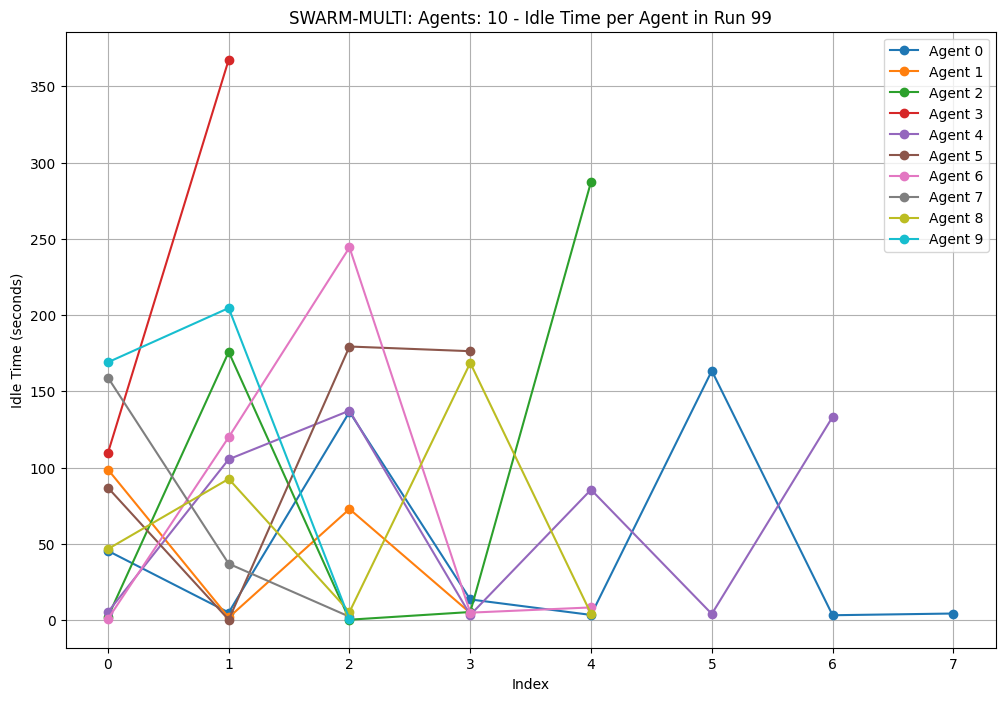 SWARM-MULTI: Agents: 10 - Idle Time per Agent in Run 99
Idle Time (seconds)
350
300
250
200
150
100
50
0
0 1 2 3 4 5 6 7
Index
Agent 0
Agent 1
Agent 2
Agent 3
Agent 4
Agent 5
Agent 6
Agent 7
Agent 8
Agent 9